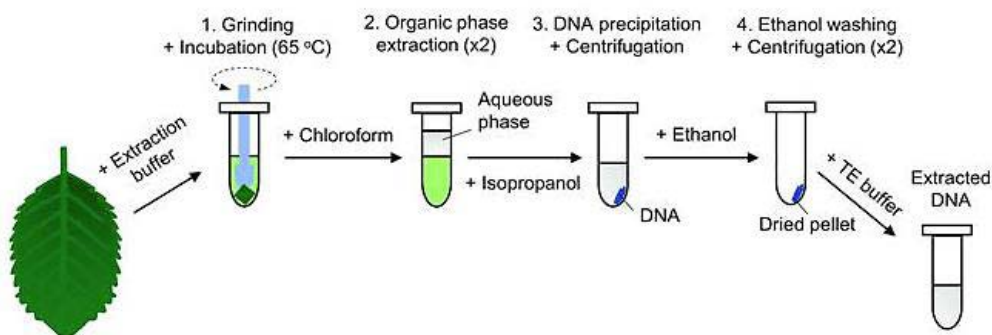 1. Grinding
+ Incubation (65 °C)
2. Organic phase
extraction (x2)
3. DNA precipitation
+ Centrifugation
4. Ethanol washing
+ Centrifugation (x2)
+ Extraction
buffer
+ Chloroform
Aqueous
phase
+ Isopropanol
DNA
+ Ethanol
Dried pellet
+ TE buffer
Extracted
DNA